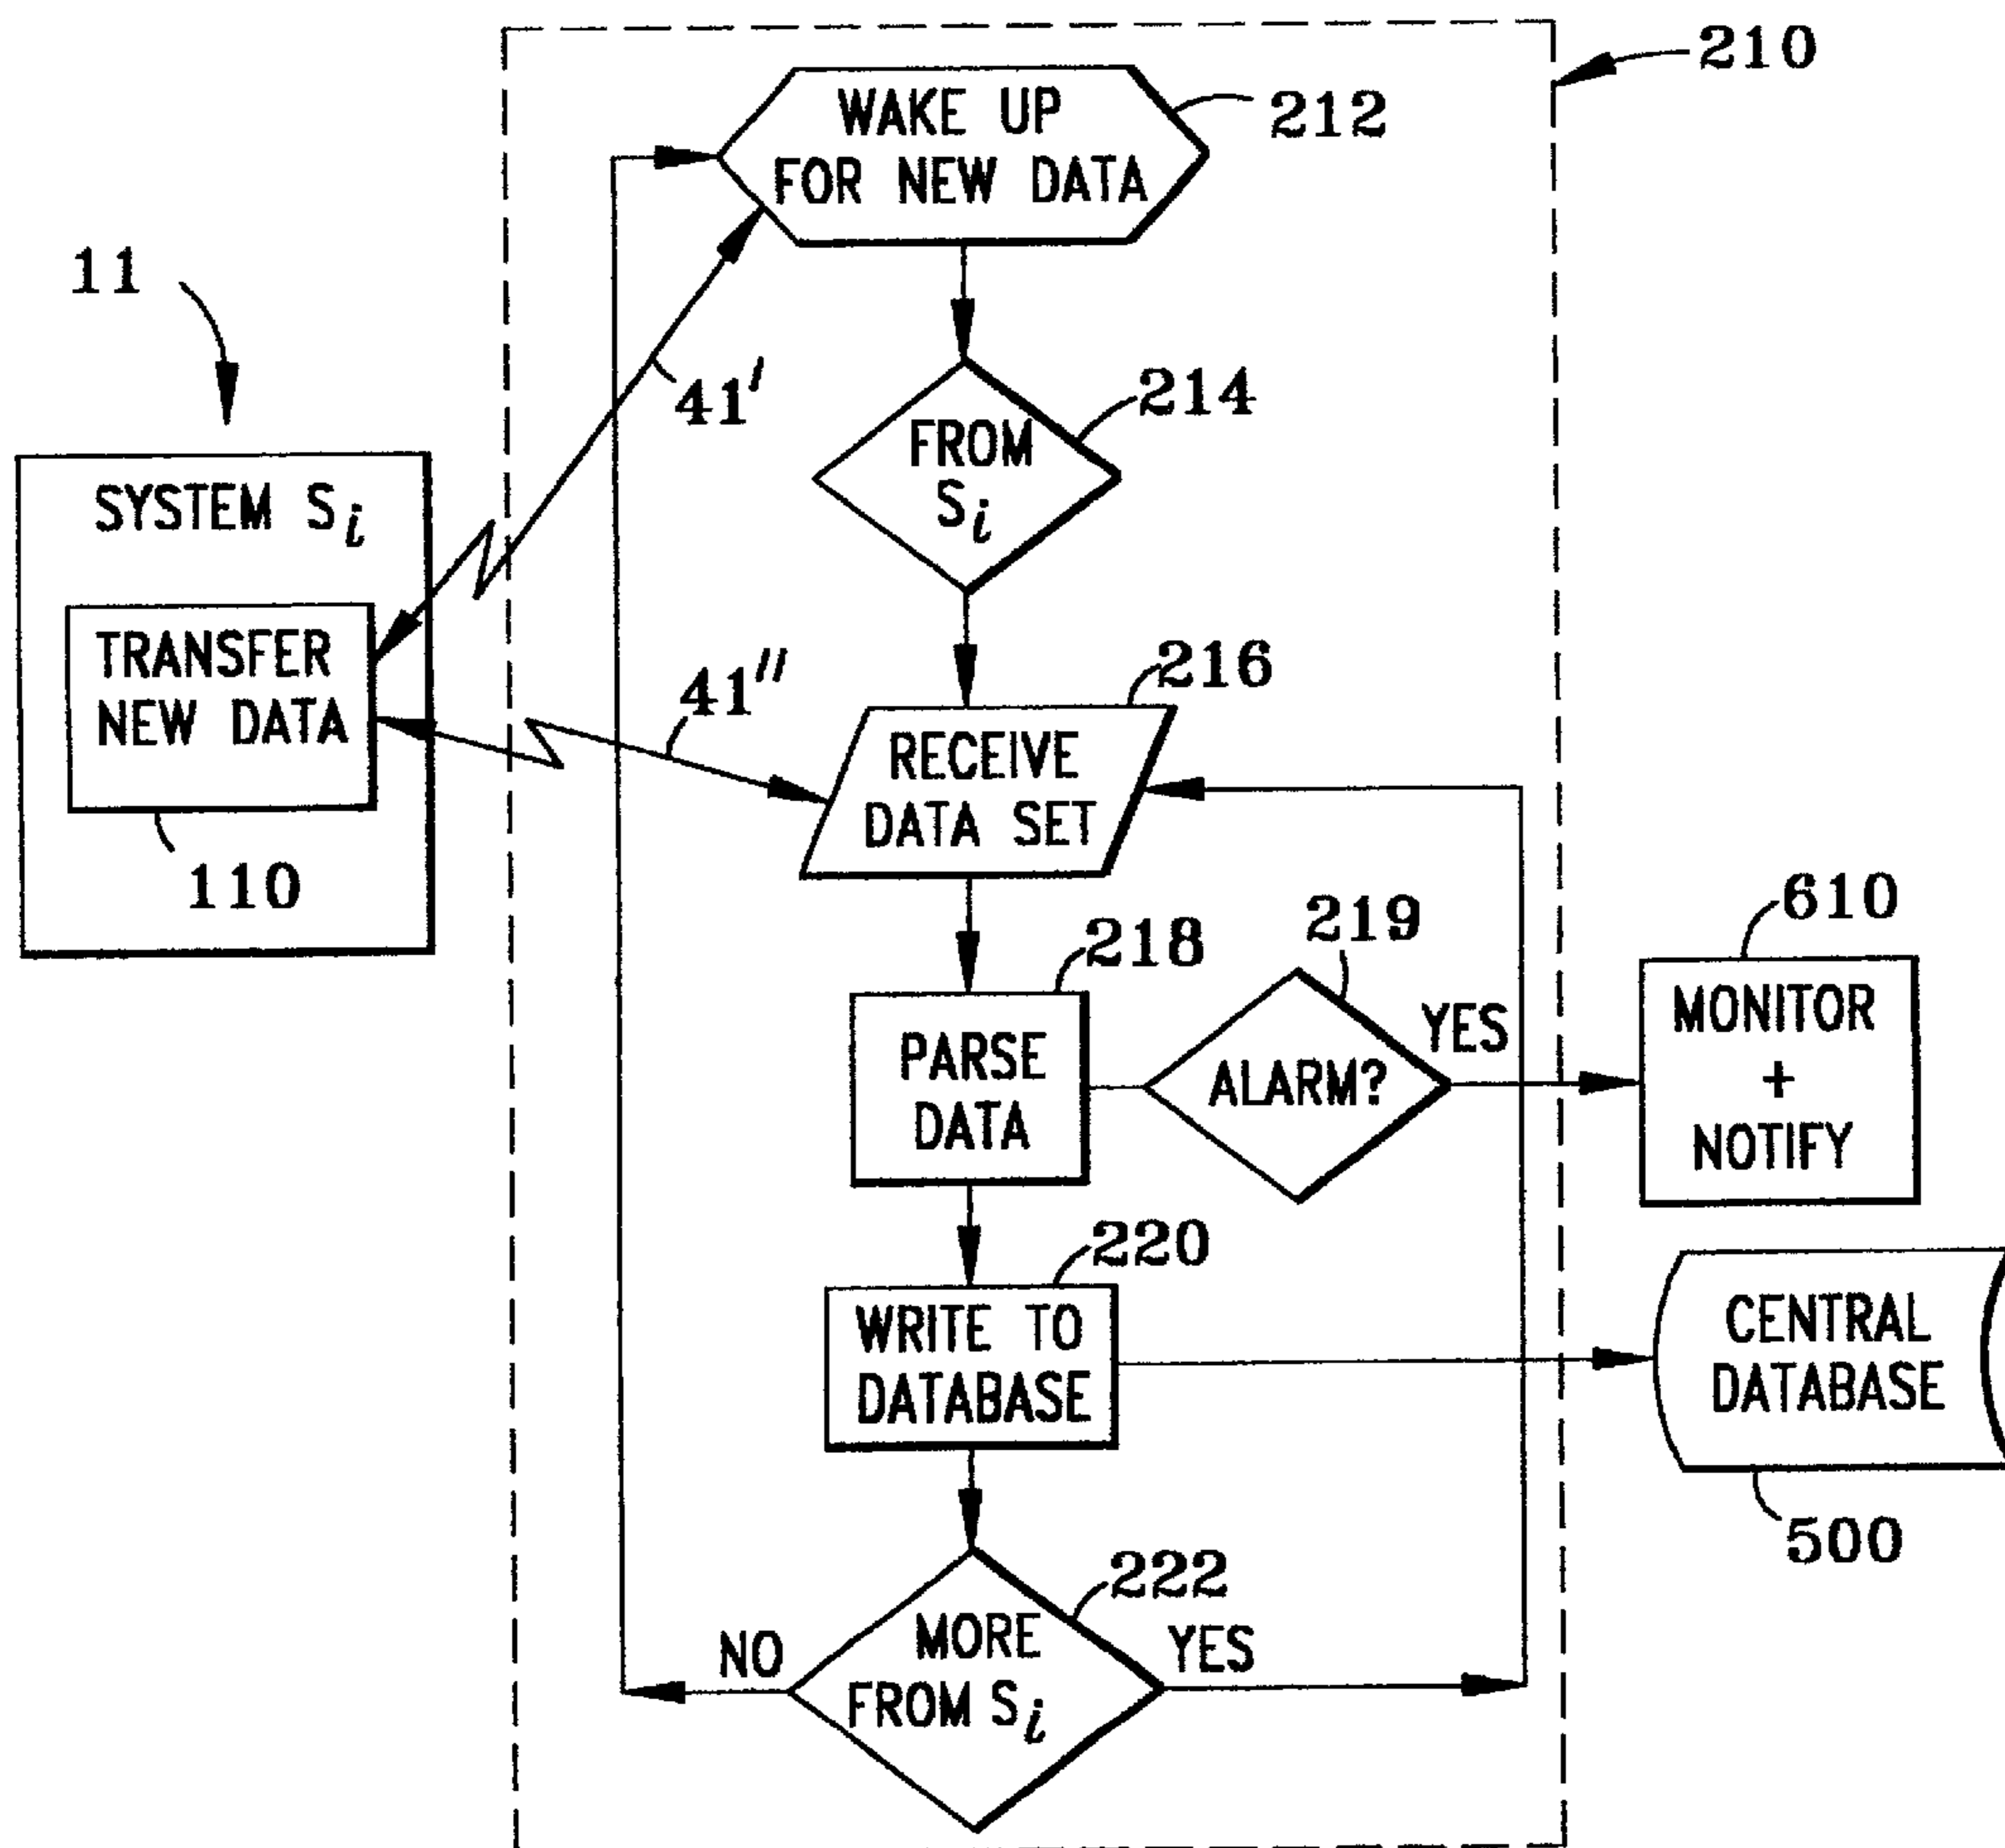 210
WAKE UP
FOR NEW DATA
212
11
41'
214
FROM
Si
SYSTEM Si
TRANSFER
NEW DATA
110
41"
216
RECEIVE
DATA SET
218
219
610
PARSE
DATA
ALARM?
YES
MONITOR
+
NOTIFY
220
WRITE TO
DATABASE
CENTRAL
DATABASE
500
222
MORE
FROM Si
NO
YES